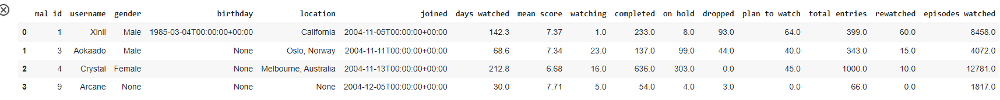 mal id username gender birthday location joined days watched mean score watching completed on hold dropped plan to watch total entries rewatched episodes watched
0 1 Xinil Male 1985-03-04T00:00:00+00:00 California 2004-11-05T00:00:00+00:00 142.3 7.37 1.0 233.0 8.0 93.0 64.0 399.0 60.0 8458.0
1 3 Aokaado Male None Oslo, Norway 2004-11-11T00:00:00+00:00 68.6 7.34 23.0 137.0 99.0 44.0 40.0 343.0 15.0 4072.0
2 4 Crystal Female None Melbourne, Australia 2004-11-13T00:00:00+00:00 212.8 6.68 16.0 636.0 303.0 0.0 45.0 1000.0 10.0 12781.0
3 9 Arcane None None None 2004-12-05T00:00:00+00:00 30.0 7.71 5.0 54.0 4.0 3.0 0.0 66.0 0.0 1817.0